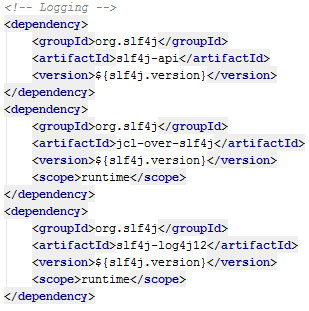 <!-- Logging -->
<dependency>
<groupId>org.slf4j</groupId>
<artifactId>slf4j-api</artifactId>
<version>${slf4j.version}</version>
</dependency>
<dependency>
<groupId>org.slf4j</groupId>
<artifactId>jcl-over-slf4j</artifactId>
<version>${slf4j.version}</version>
<scope>runtime</scope>
</dependency>
<dependency>
<groupId>org.slf4j</groupId>
<artifactId>slf4j-log4j12</artifactId>
<version>${slf4j.version}</version>
<scope>runtime</scope>
</dependency>